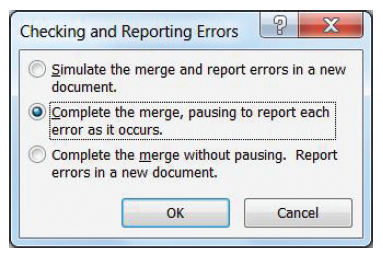 Checking and Reporting Errors
Simulate the merge and report errors in a new
document.
Complete the merge, pausing to report each
error as it occurs.
Complete the merge without pausing.  Report
errors in a new document.
OK Cancel